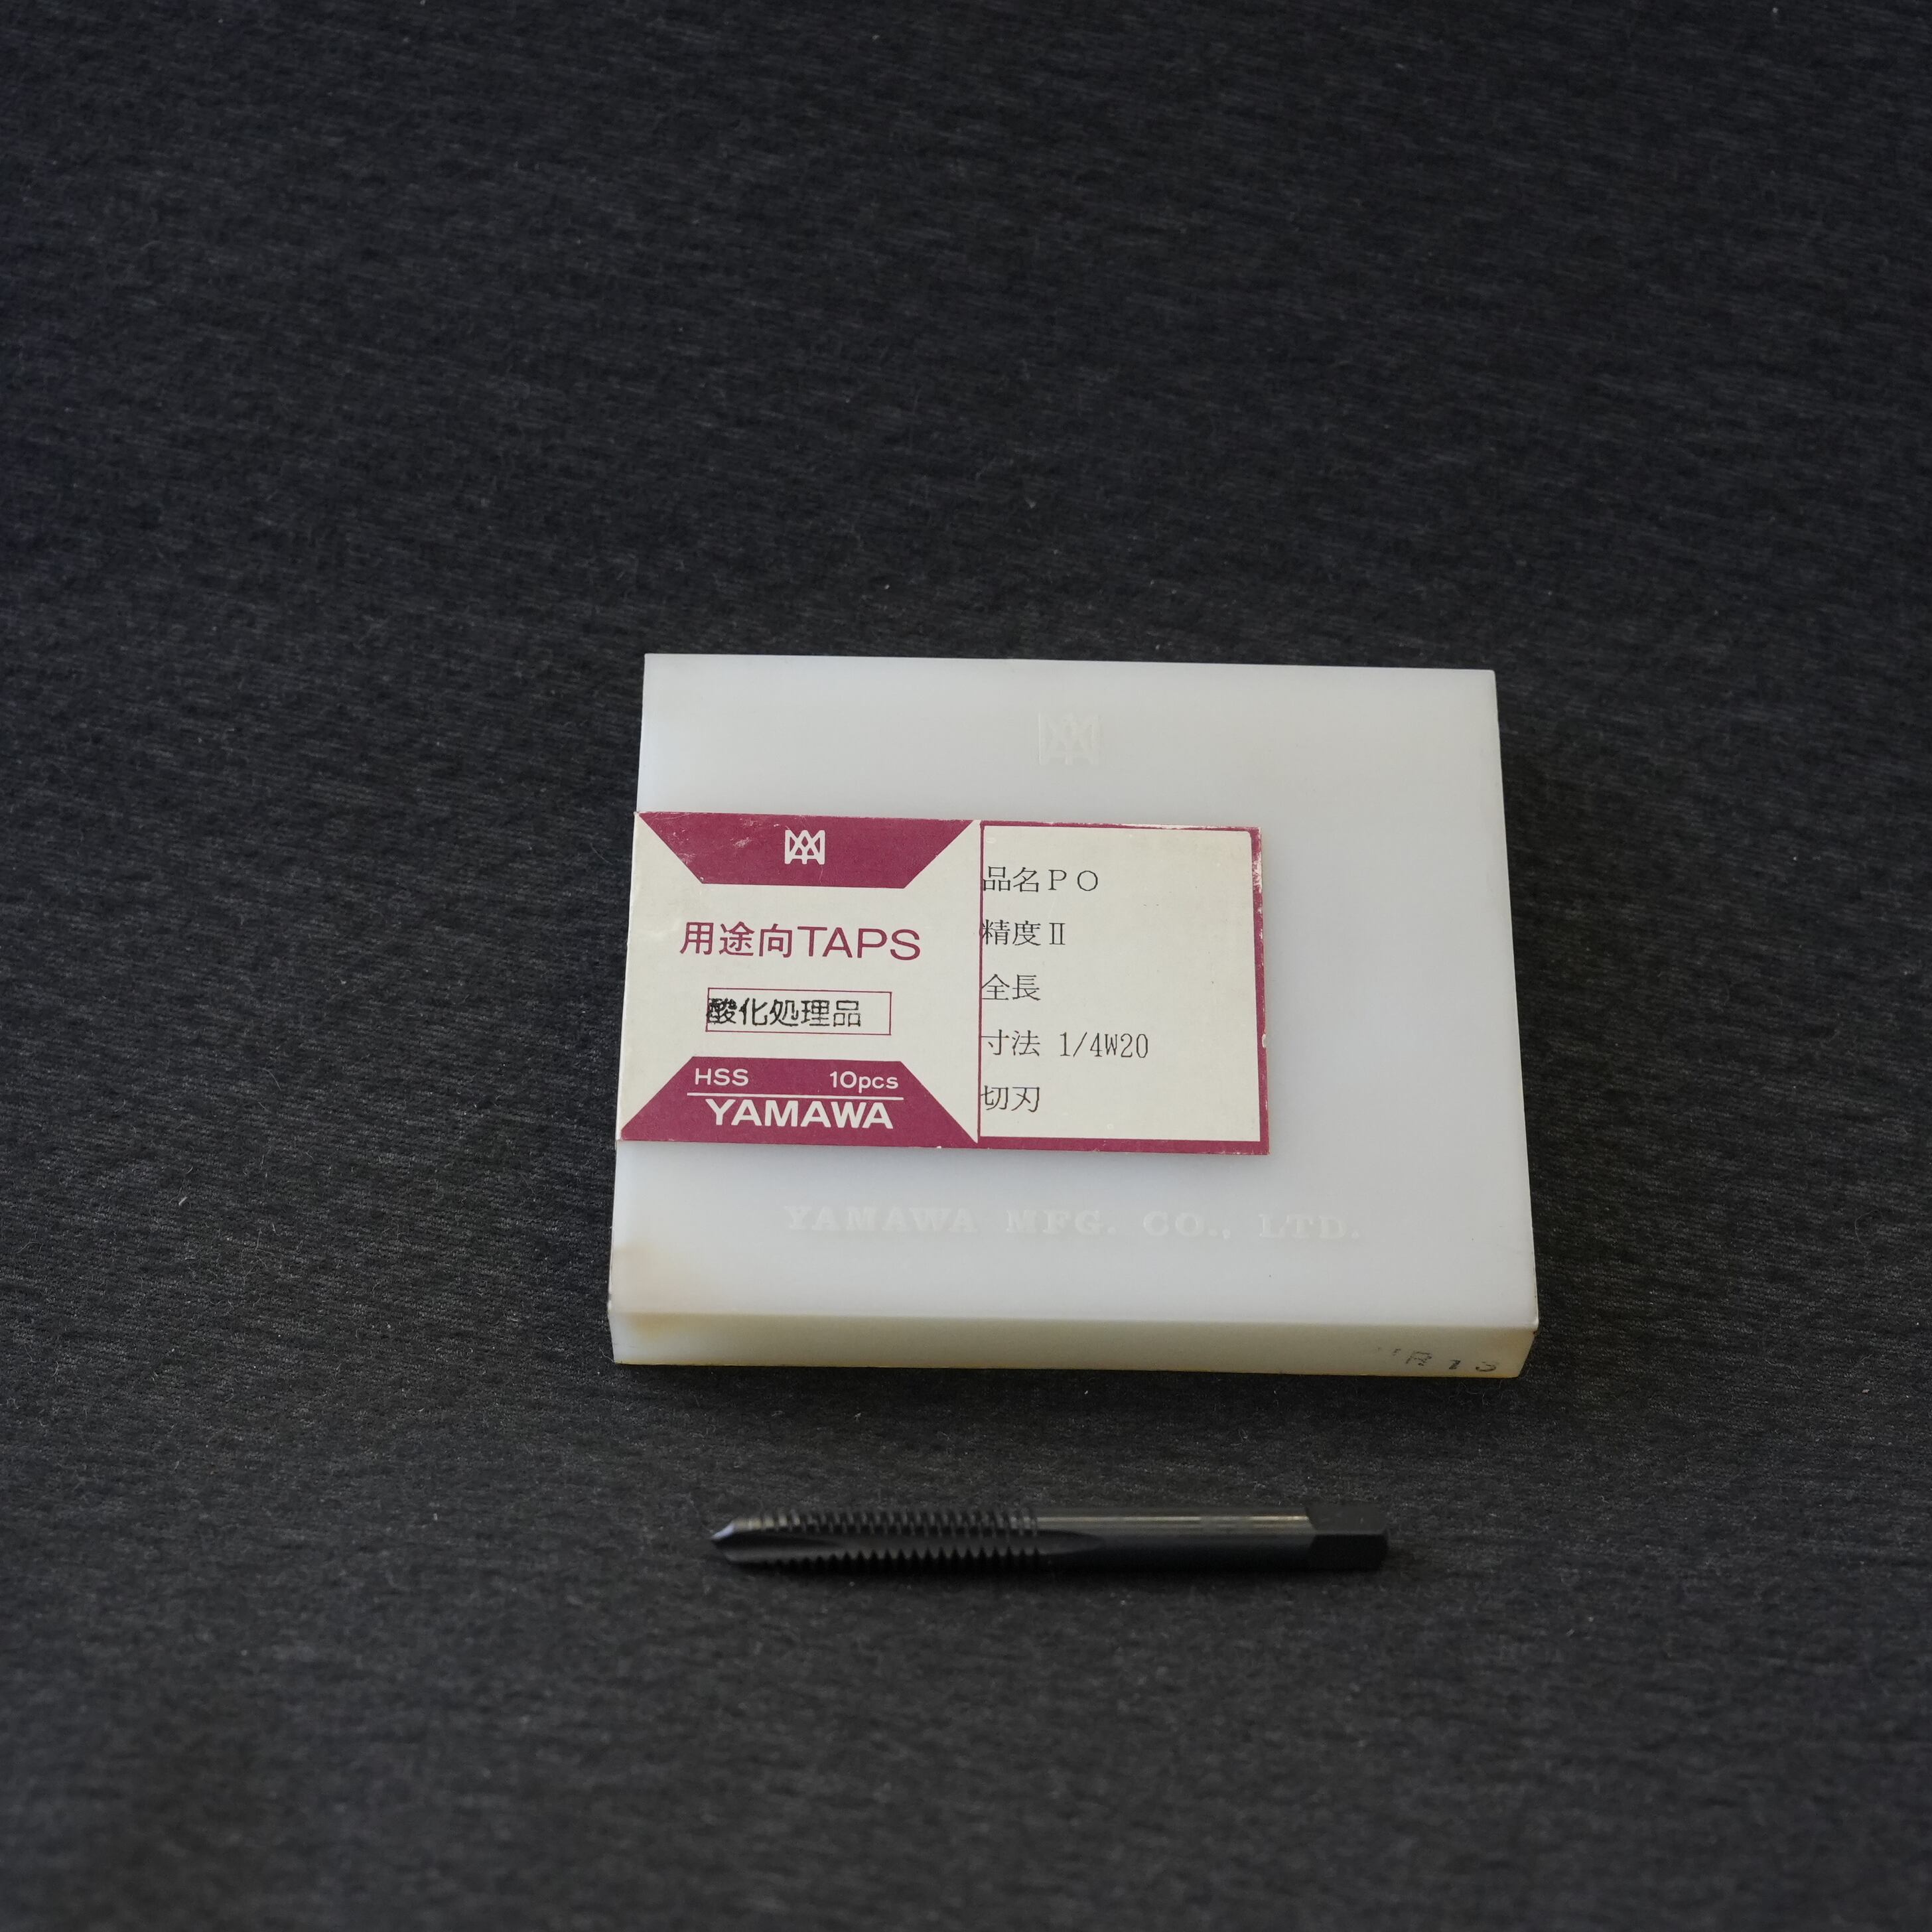 用途向TAPS
酸化処理品
HSS 10pcs
YAMAWA
品名PO
精度Ⅱ
全長
寸法 1/4W20
切刃
YAMAWA MFG. CO., LTD.